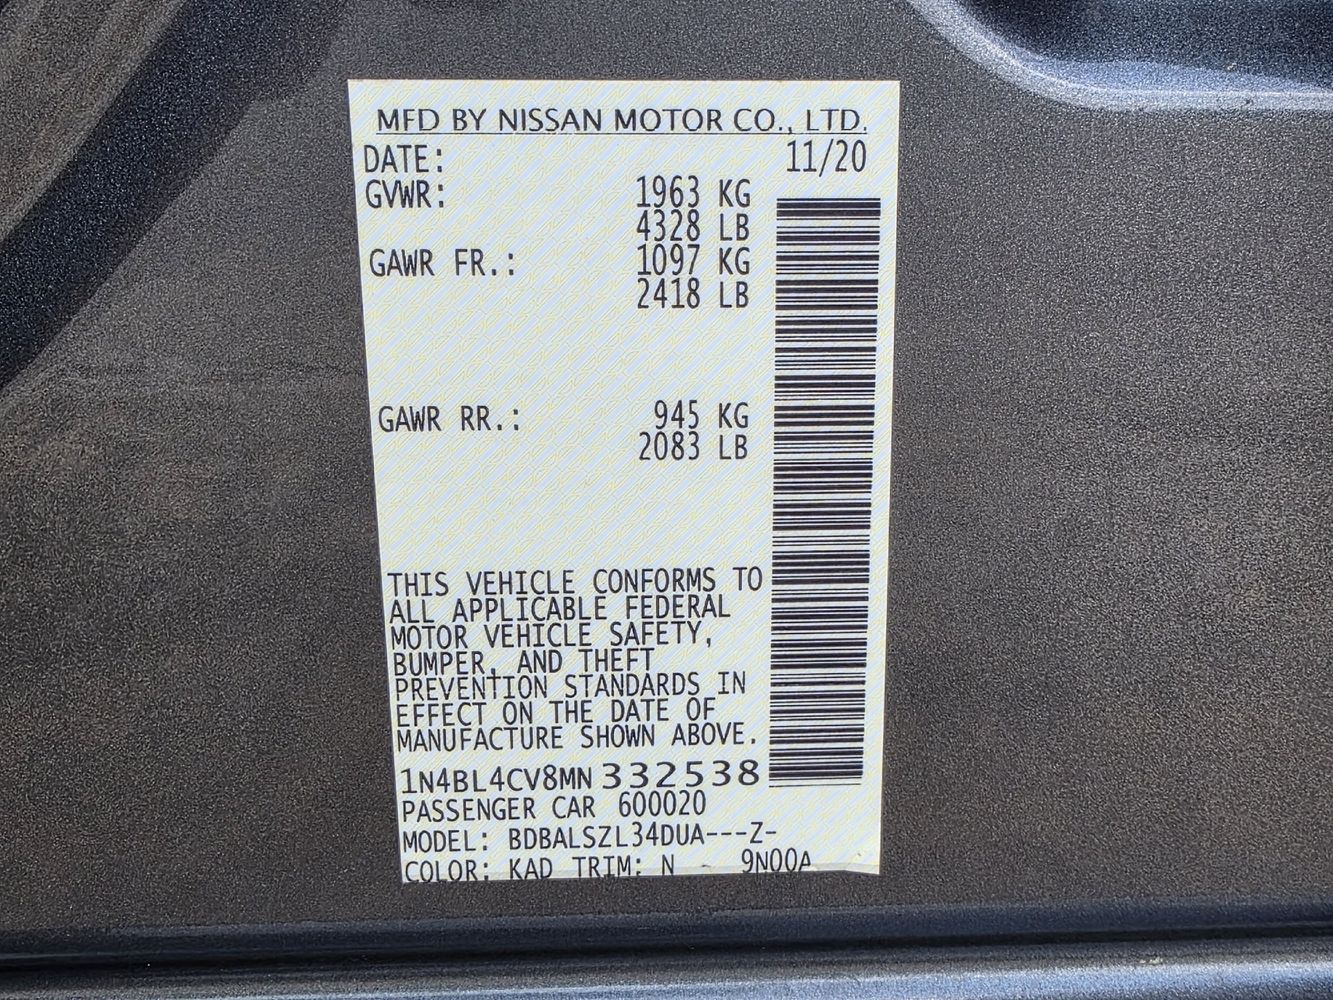 MFD BY NISSAN MOTOR CO., LTD.
DATE: 11/20
GVWR: 1963 KG
4328 LB
GAWR FR.: 1097 KG
2418 LB
GAWR RR.: 945 KG
2083 LB
THIS VEHICLE CONFORMS TO
ALL APPLICABLE FEDERAL
MOTOR VEHICLE SAFETY,
BUMPER, AND THEFT
PREVENTION STANDARDS IN
EFFECT ON THE DATE OF
MANUFACTURE SHOWN ABOVE.
1N4BL4CV8MN332538
PASSENGER CAR 600020
MODEL: BDBALSZL34DUA---Z-
COLOR: KAD TRIM: N - 9N00A